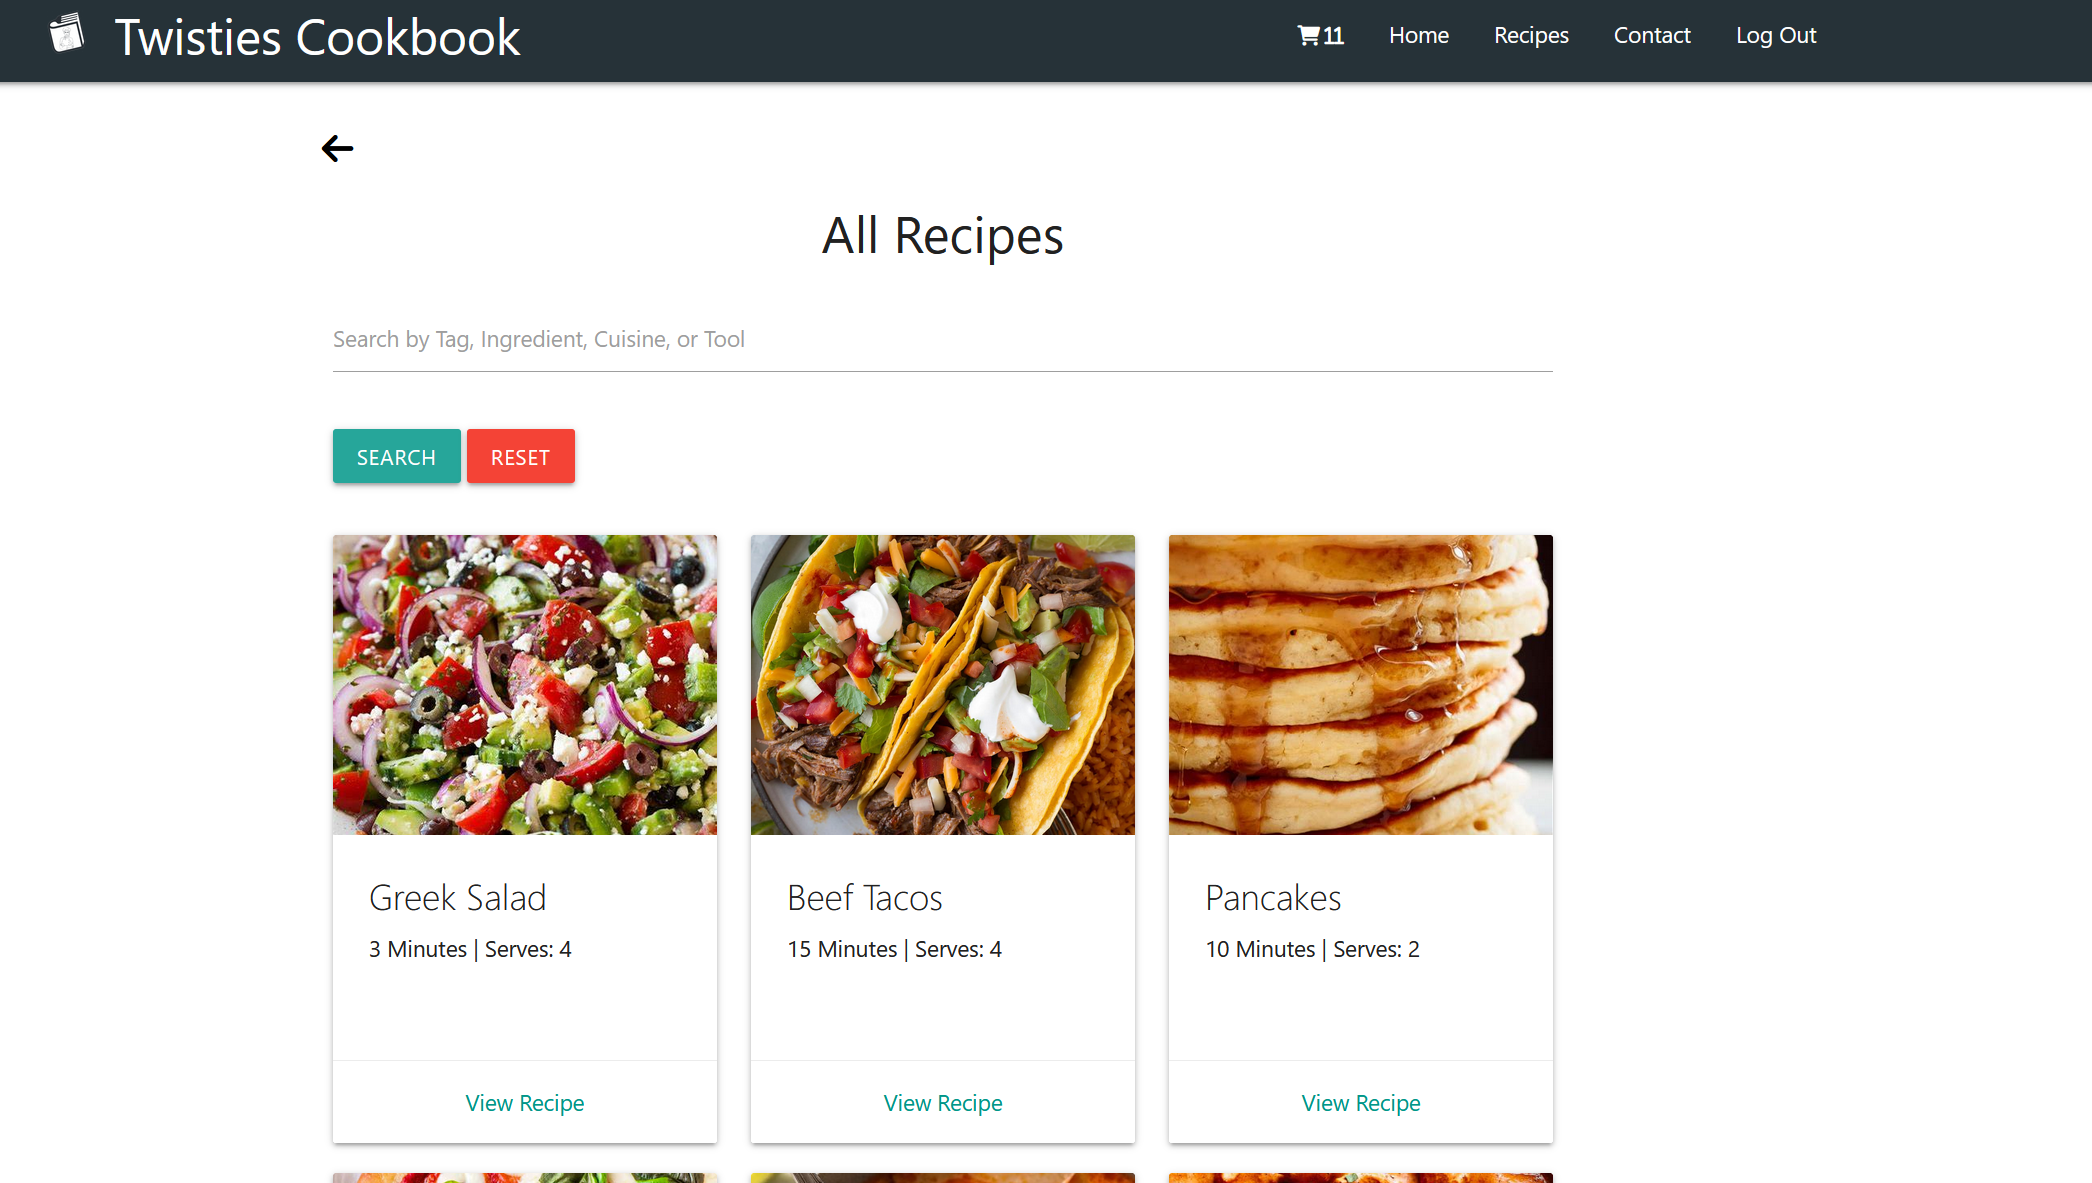 Twisties Cookbook
11 Home Recipes Contact Log Out
All Recipes
Search by Tag, Ingredient, Cuisine, or Tool
SEARCH RESET
Greek Salad
3 Minutes | Serves: 4
View Recipe
Beef Tacos
15 Minutes | Serves: 4
View Recipe
Pancakes
10 Minutes | Serves: 2
View Recipe